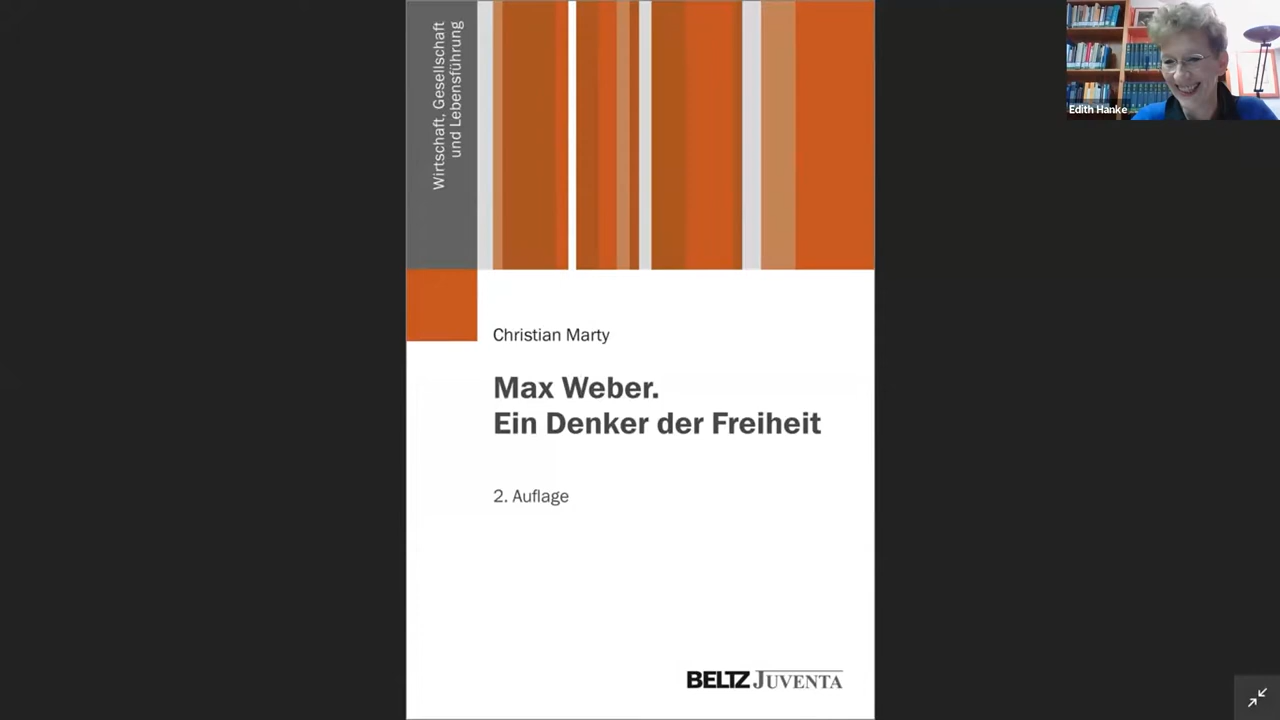 Wirtschaft, Gesellschaft
und Lebensführung
Christian Marty
Max Weber.
Ein Denker der Freiheit
2. Auflage
BELTZ JUVENTA
Edith Hanke